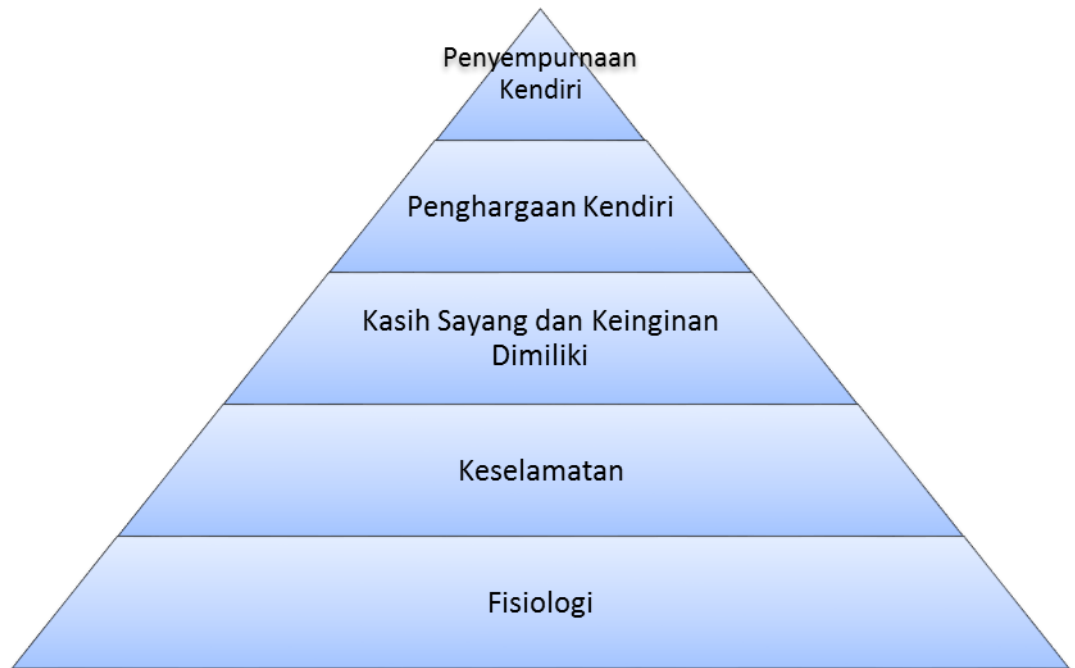 Penyempurnaan
Kendiri
Penghargaan Kendiri
Kasih Sayang dan Keinginan
Dimiliki
Keselamatan
Fisiologi